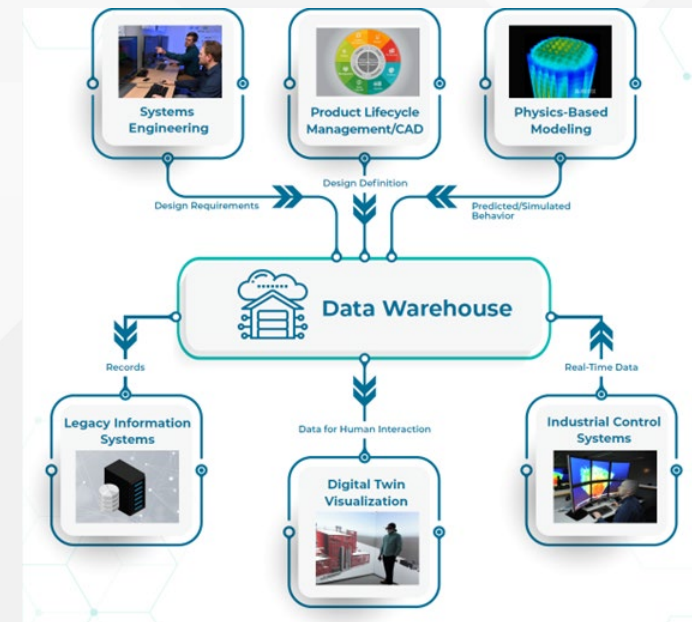 Systems
Engineering
Product Lifecycle
Management/CAD
Physics-Based
Modeling
Design Requirements
Design Definition
Predicted/Simulated
Behavior
Data Warehouse
Records
Real-Time Data
Legacy Information
Systems
Data for Human Interaction
Industrial Control
Systems
Digital Twin
Visualization